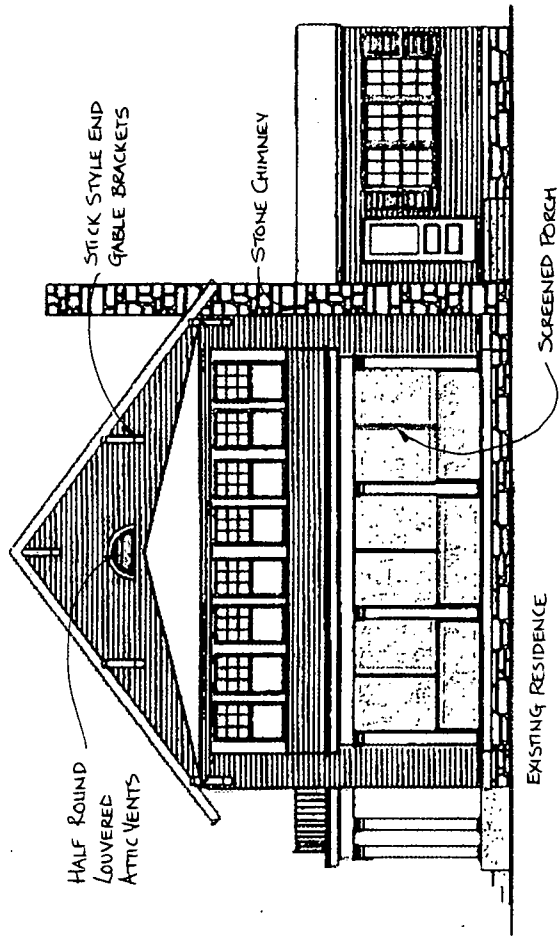 HALF ROUND
LOUVERED
ATTIC VENTS
STICK STYLE END
GABLE BRACKETS
STONE CHIMNEY
EXISTING RESIDENCE
SCREENED PORCH